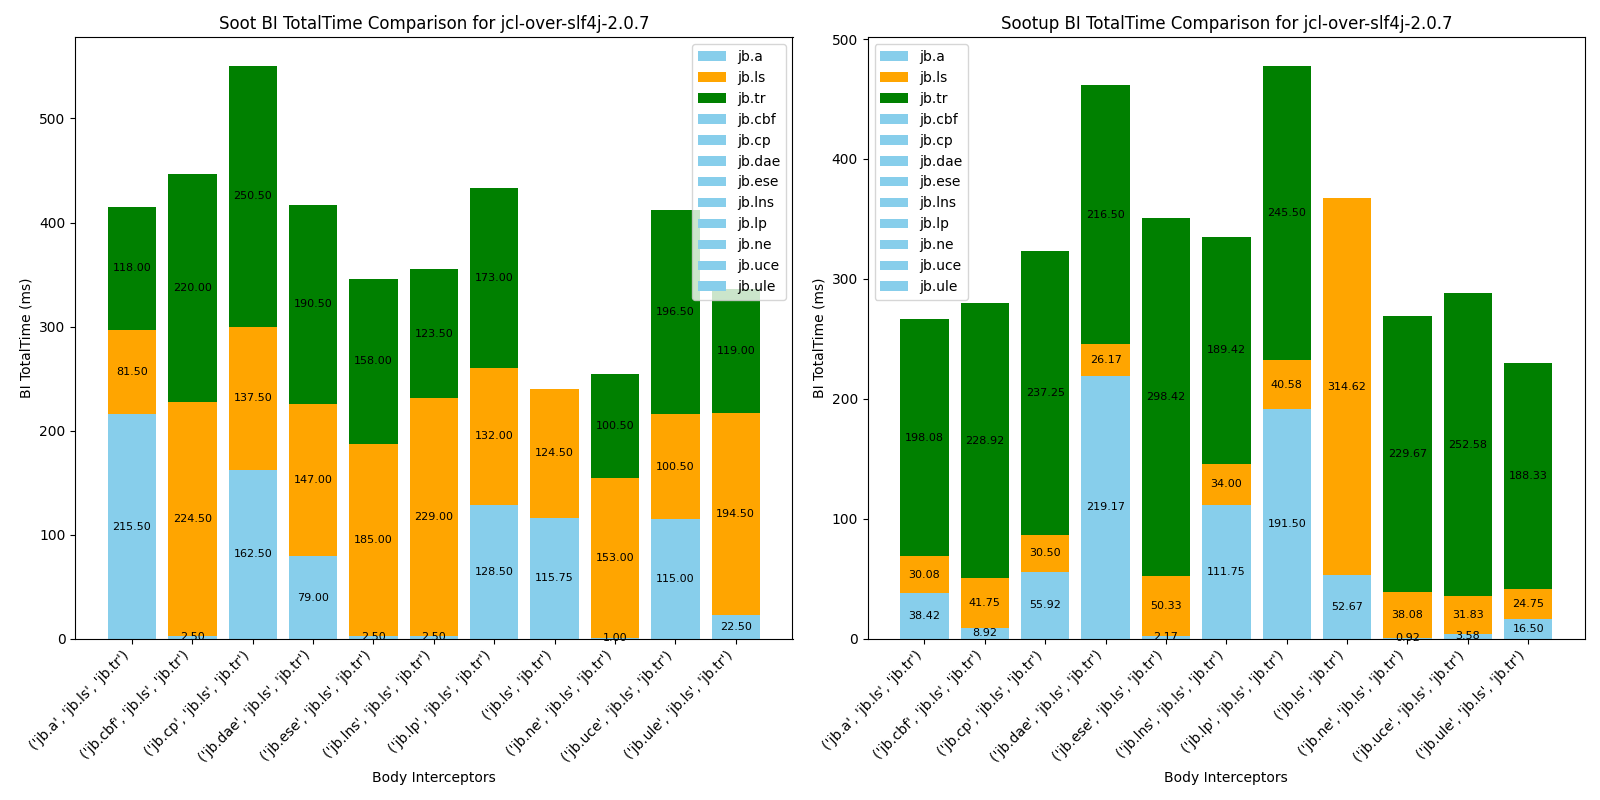 Soot BI TotalTime Comparison for jcl-over-slf4j-2.0.7
BI TotalTime (ms)
500
400
300
200
100
0
jb.a
jb.ls
jb.tr
jb.cbf
jb.cp
jb.dae
jb.ese
jb.lns
jb.lp
jb.ne
jb.uce
jb.ule
118.00
81.50
215.50
220.00
224.50
2.50
250.50
137.50
162.50
190.50
147.00
79.00
158.00
185.00
2.50
123.50
229.00
2.50
173.00
132.00
128.50
124.50
115.75
100.50
153.00
1.00
196.50
100.50
115.00
119.00
194.50
22.50
('jb.a', 'jb.ls', 'jb.tr')
('jb.cbf', 'jb.ls', 'jb.tr')
('jb.cp', 'jb.ls', 'jb.tr')
('jb.dae', 'jb.ls', 'jb.tr')
('jb.ese', 'jb.ls', 'jb.tr')
('jb.lns', 'jb.ls', 'jb.tr')
('jb.lp', 'jb.ls', 'jb.tr')
('jb.ls', 'jb.tr')
('jb.ne', 'jb.ls', 'jb.tr')
('jb.uce', 'jb.ls', 'jb.tr')
('jb.ule', 'jb.ls', 'jb.tr')
Body Interceptors
Sootup BI TotalTime Comparison for jcl-over-slf4j-2.0.7
BI TotalTime (ms)
500
400
300
200
100
0
jb.a
jb.ls
jb.tr
jb.cbf
jb.cp
jb.dae
jb.ese
jb.lns
jb.lp
jb.ne
jb.uce
jb.ule
198.08
30.08
38.42
228.92
41.75
8.92
237.25
30.50
55.92
216.50
26.17
219.17
298.42
50.33
2.17
189.42
34.00
111.75
245.50
40.58
191.50
314.62
52.67
229.67
38.08
0.92
252.58
31.83
3.58
188.33
24.75
16.50
('jb.a', 'jb.ls', 'jb.tr')
('jb.cbf', 'jb.ls', 'jb.tr')
('jb.cp', 'jb.ls', 'jb.tr')
('jb.dae', 'jb.ls', 'jb.tr')
('jb.ese', 'jb.ls', 'jb.tr')
('jb.lns', 'jb.ls', 'jb.tr')
('jb.lp', 'jb.ls', 'jb.tr')
('jb.ls', 'jb.tr')
('jb.ne', 'jb.ls', 'jb.tr')
('jb.uce', 'jb.ls', 'jb.tr')
('jb.ule', 'jb.ls', 'jb.tr')
Body Interceptors